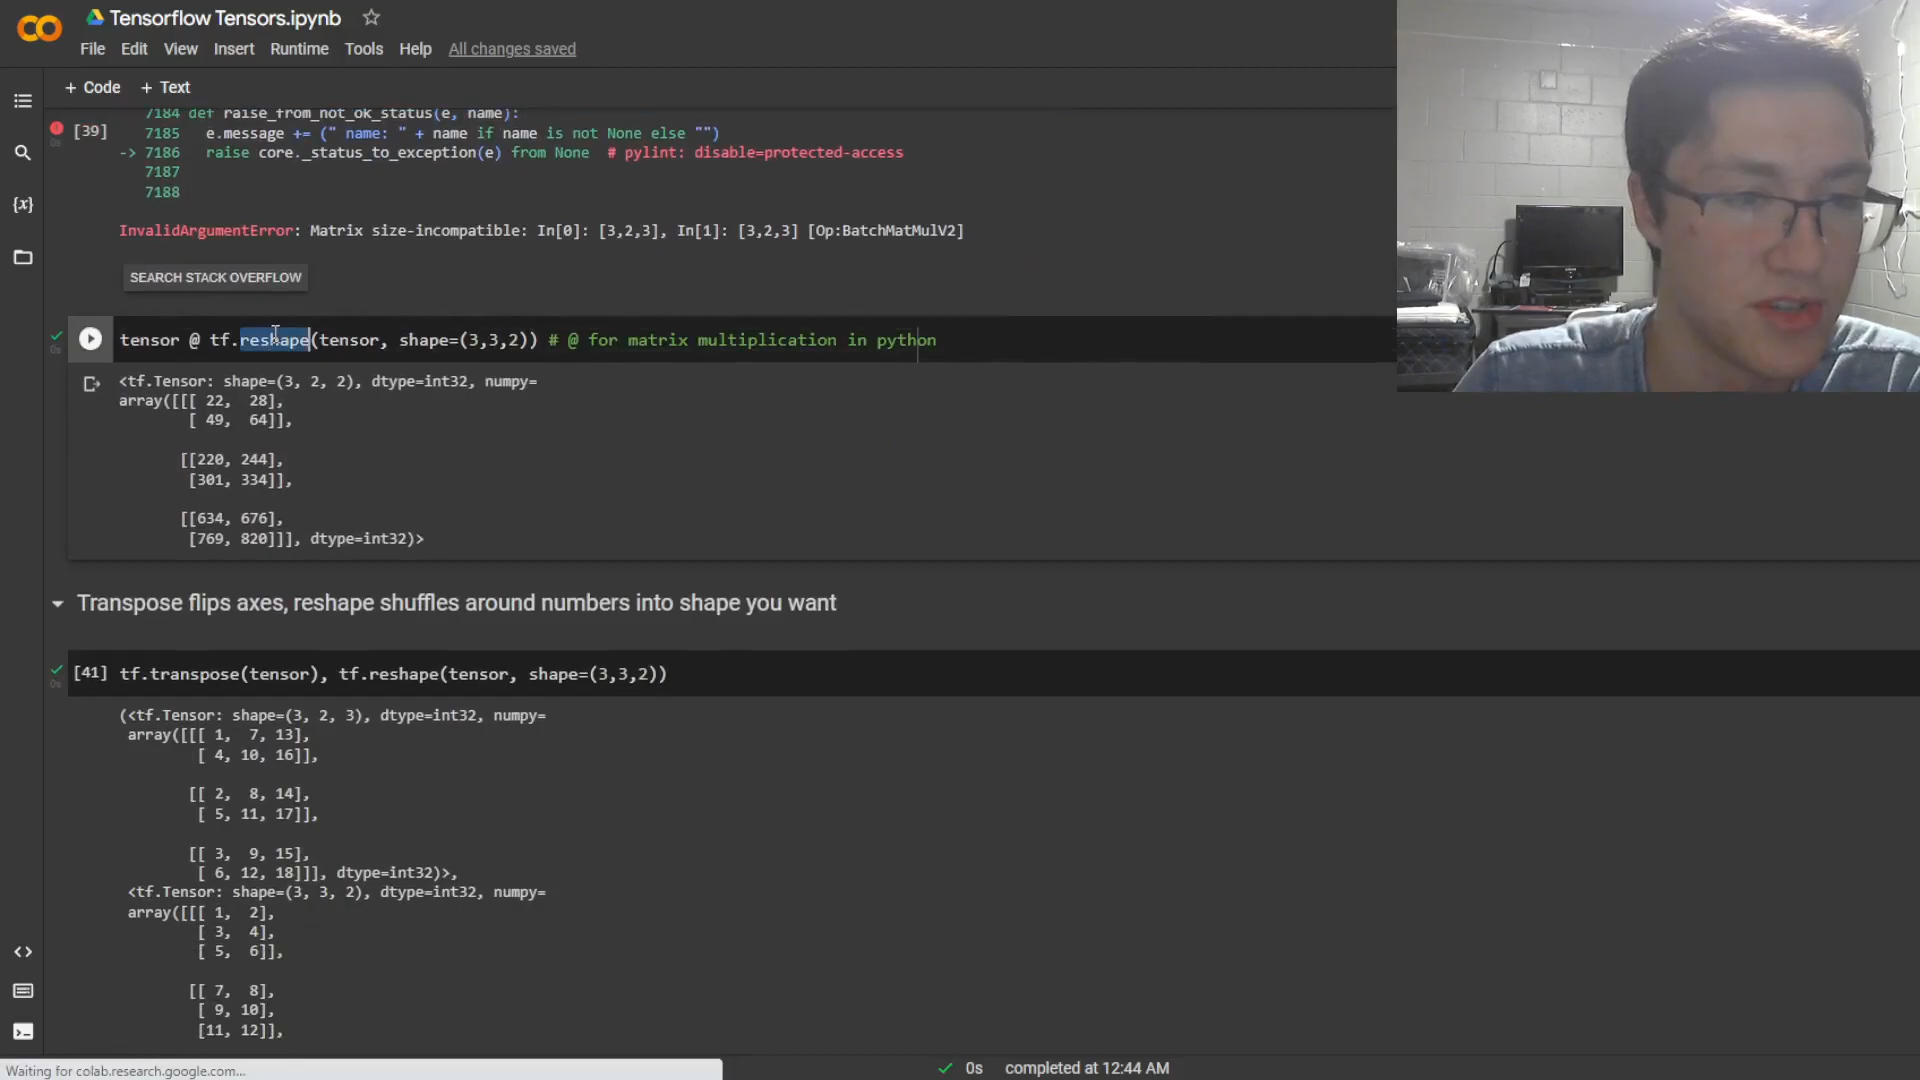 Tensorflow Tensors.ipynb
File Edit View Insert Runtime Tools Help All changes saved
+ Code + Text
7184 def raise_from_not_ok_status(e, name):
[39]
7185 e.message += (" name: " + name if name is not None else "")
-> 7186 raise core._status_to_exception(e) from None # pylint: disable=protected-access
7187
7188
InvalidArgumentError: Matrix size-incompatible: In[0]: [3,2,3], In[1]: [3,2,3] [Op:BatchMatMulV2]
SEARCH STACK OVERFLOW
tensor @ tf.reshape(tensor, shape=(3,3,2)) # @ for matrix multiplication in python
0s
<tf.Tensor: shape=(3, 2, 2), dtype=int32, numpy=
array([[[ 22, 28],
[ 49, 64]],
[[220, 244],
[301, 334]],
[[634, 676],
[769, 820]]], dtype=int32)>
Transpose flips axes, reshape shuffles around numbers into shape you want
[41] tf.transpose(tensor), tf.reshape(tensor, shape=(3,3,2))
0s
(<tf.Tensor: shape=(3, 2, 3), dtype=int32, numpy=
array([[[ 1, 7, 13],
[ 4, 10, 16]],
[[ 2, 8, 14],
[ 5, 11, 17]],
[[ 3, 9, 15],
[ 6, 12, 18]]], dtype=int32)>,
<tf.Tensor: shape=(3, 3, 2), dtype=int32, numpy=
array([[[ 1, 2],
[ 3, 4],
[ 5, 6]],
[[ 7, 8],
[ 9, 10],
[11, 12]],
Waiting for colab.research.google.com...
0s completed at 12:44 AM